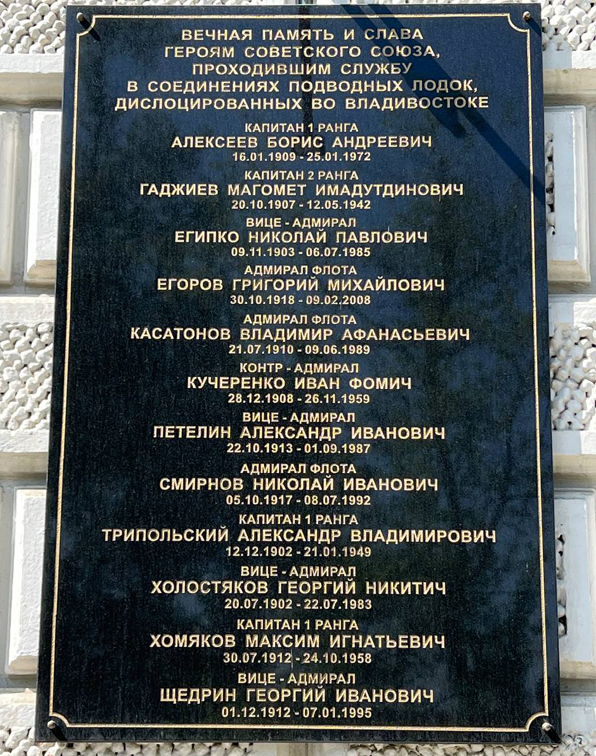 ВЕЧНАЯ ПАМЯТЬ И СЛАВА
ГЕРОЯМ СОВЕТСКОГО СОЮЗА,
ПРОХОДИВШИМ СЛУЖБУ
В СОЕДИНЕНИЯХ ПОДВОДНЫХ ЛОДОК,
ДИСЛОЦИРОВАННЫХ ВО ВЛАДИВОСТОКЕ
КАПИТАН 1 РАНГА
АЛЕКСЕЕВ БОРИС АНДРЕЕВИЧ
16.01.1909 - 25.01.1972
КАПИТАН 2 РАНГА
ГАДЖИЕВ МАГОМЕТ ИМАДУТДИНОВИЧ
20.10.1907 - 12.05.1942
ВИЦЕ - АДМИРАЛ
ЕГИПКО НИКОЛАЙ ПАВЛОВИЧ
09.11.1903 - 06.07.1985
АДМИРАЛ ФЛОТА
ЕГОРОВ ГРИГОРИЙ МИХАЙЛОВИЧ
30.10.1918 - 09.02.2008
АДМИРАЛ ФЛОТА
КАСАТОНОВ ВЛАДИМИР АФАНАСЬЕВИЧ
21.07.1910 - 09.06.1989
КОНТР - АДМИРАЛ
КУЧЕРЕНКО ИВАН ФОМИЧ
28.12.1908 - 26.11.1959
ВИЦЕ - АДМИРАЛ
ПЕТЕЛИН АЛЕКСАНДР ИВАНОВИЧ
22.10.1913 - 01.09.1987
АДМИРАЛ ФЛОТА
СМИРНОВ НИКОЛАЙ ИВАНОВИЧ
05.10.1917 - 08.07.1992
КАПИТАН 1 РАНГА
ТРИПОЛЬСКИЙ АЛЕКСАНДР ВЛАДИМИРОВИЧ
12.12.1902 - 21.01.1949
ВИЦЕ - АДМИРАЛ
ХОЛОСТЯКОВ ГЕОРГИЙ НИКИТИЧ
20.07.1902 - 22.07.1983
КАПИТАН 1 РАНГА
ХОМЯКОВ МАКСИМ ИГНАТЬЕВИЧ
30.07.1912 - 24.10.1958
ВИЦЕ - АДМИРАЛ
ЩЕДРИН ГЕОРГИЙ ИВАНОВИЧ
01.12.1912 - 07.01.1995